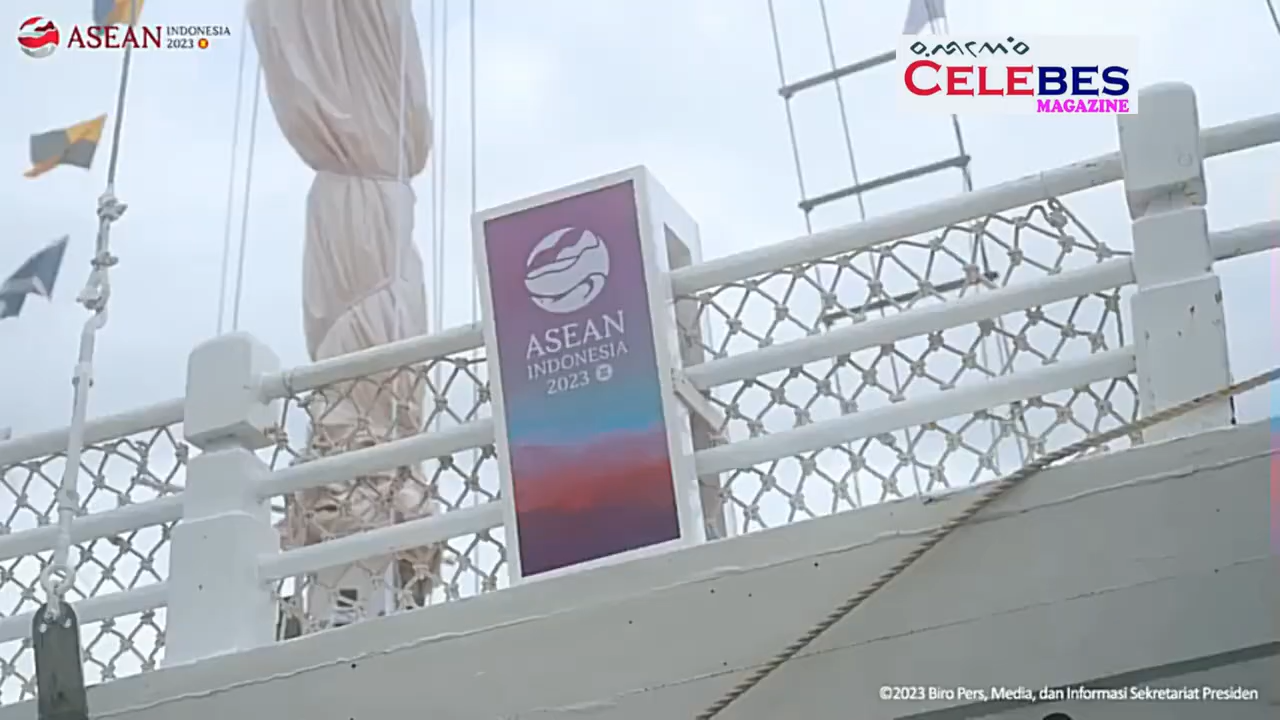 ASEAN INDONESIA
2023
CELEBES
MAGAZINE
ASEAN
INDONESIA
2023
©2023 Biro Pers, Media, dan Informasi Sekretariat Presiden